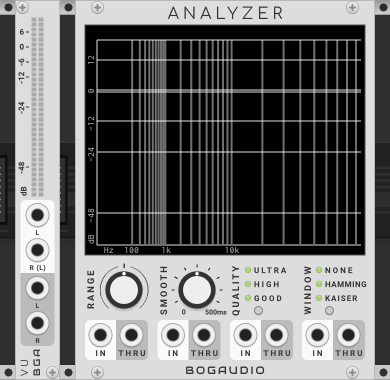 ANALYZER
6-
0-
-6-
-12-
-24-
-48-
dB
L
R (L)
L
R
VU
BGA
12
0
-12
-24
-48
dB
Hz 100 1k 10k
RANGE
SMOOTH
0 500ms
QUALITY
ULTRA
HIGH
GOOD
WINDOW
NONE
HAMMING
KAISER
IN THRU IN THRU IN THRU IN THRU
BOGAUDIO